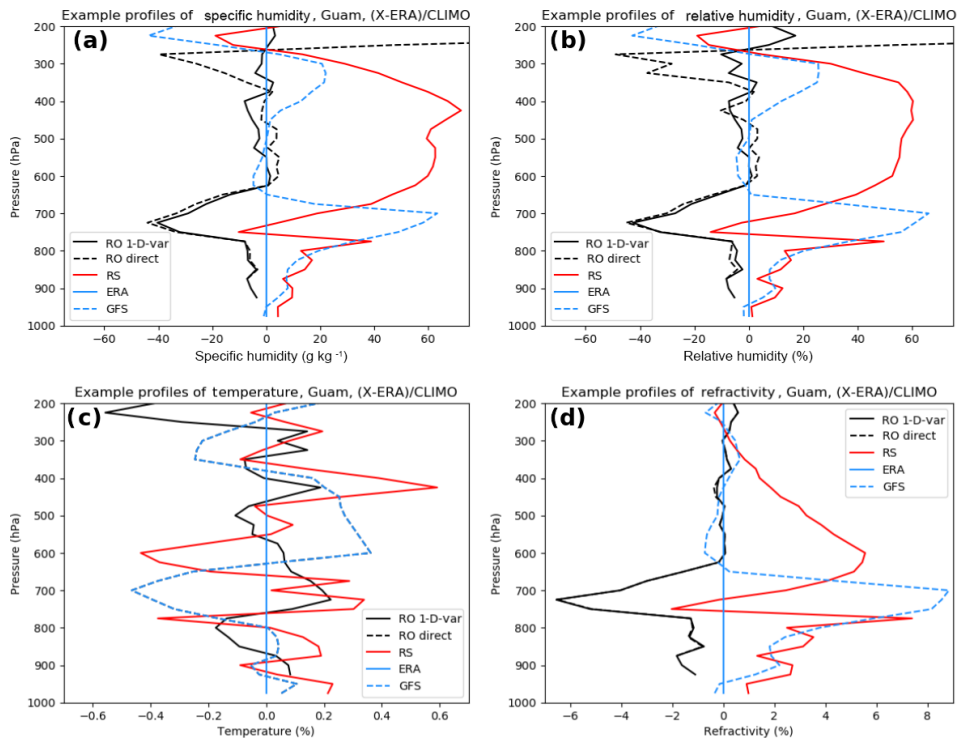 Example profiles of specific humidity, Guam, (X-ERA)/CLIMO
(a)
200
300
400
500
600
700
800
900
1000
Pressure (hPa)
RO 1-D-var
RO direct
RS
ERA
GFS
−60 −40 −20 0 20 40 60
Specific humidity (g kg ⁻¹)
Example profiles of relative humidity, Guam, (X-ERA)/CLIMO
(b)
200
300
400
500
600
700
800
900
1000
Pressure (hPa)
RO 1-D-var
RO direct
RS
ERA
GFS
−60 −40 −20 0 20 40 60
Relative humidity (%)
Example profiles of temperature, Guam, (X-ERA)/CLIMO
(c)
200
300
400
500
600
700
800
900
1000
Pressure (hPa)
RO 1-D-var
RO direct
RS
ERA
GFS
−0.6 −0.4 −0.2 0.0 0.2 0.4 0.6
Temperature (%)
Example profiles of refractivity, Guam, (X-ERA)/CLIMO
(d)
200
300
400
500
600
700
800
900
1000
Pressure (hPa)
RO 1-D-var
RO direct
RS
ERA
GFS
−6 −4 −2 0 2 4 6 8
Refractivity (%)